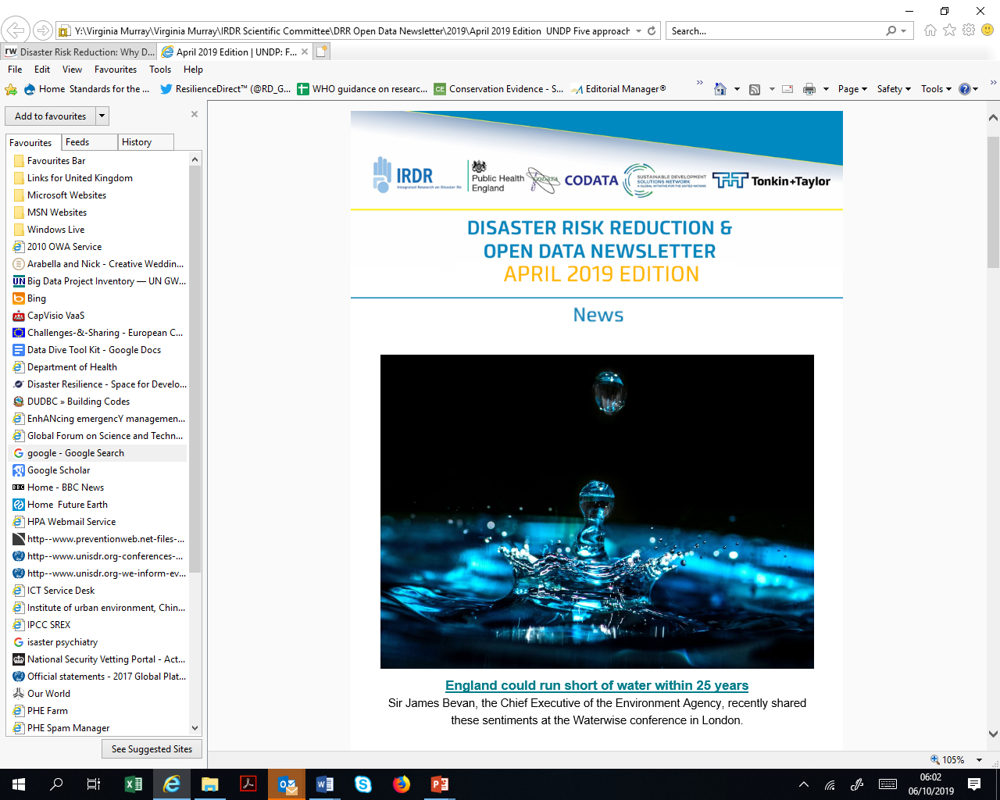 Y:\Virginia Murray\Virginia Murray\IRDR Scientific Committee\DRR Open Data Newsletter\2019\April 2019 Edition  UNDP Five approach
Search...
rw Disaster Risk Reduction: Why D...
April 2019 Edition | UNDP: F...
File Edit View Favourites Tools Help
Home Standards for the ...
ResilienceDirect™ (@RD_G...
WHO guidance on researc...
CE Conservation Evidence - S...
Editorial Manager®
Page Safety Tools
Add to favourites
Favourites Feeds History
Favourites Bar
Links for United Kingdom
Microsoft Websites
MSN Websites
Windows Live
2010 OWA Service
Arabella and Nick - Creative Weddin...
UN Big Data Project Inventory — UN GW...
Bing
CapVisio VaaS
Challenges-&-Sharing - European C...
Data Dive Tool Kit - Google Docs
Department of Health
Disaster Resilience - Space for Develo...
DUDBC » Building Codes
EnhANcing emergencY managemen...
Global Forum on Science and Techn...
google - Google Search
Google Scholar
BBC Home - BBC News
Home Future Earth
HPA Webmail Service
http--www.preventionweb.net-files-...
http--www.unisdr.org-conferences-...
http--www.unisdr.org-we-inform-ev...
ICT Service Desk
Institute of urban environment, Chin...
IPCC SREX
isaster psychiatry
National Security Vetting Portal - Act...
Official statements - 2017 Global Plat...
Our World
PHE Farm
PHE Spam Manager
See Suggested Sites
IRDR
Integrated Research on Disaster Ris
Public Health
England
CODATA
CODATA
SUSTAINABLE DEVELOPMENT
SOLUTIONS NETWORK
A GLOBAL INITIATIVE FOR THE UNITED NATIONS
Tonkin+Taylor
DISASTER RISK REDUCTION &
OPEN DATA NEWSLETTER
APRIL 2019 EDITION
News
England could run short of water within 25 years
Sir James Bevan, the Chief Executive of the Environment Agency, recently shared
these sentiments at the Waterwise conference in London.
105%
06:02
06/10/2019